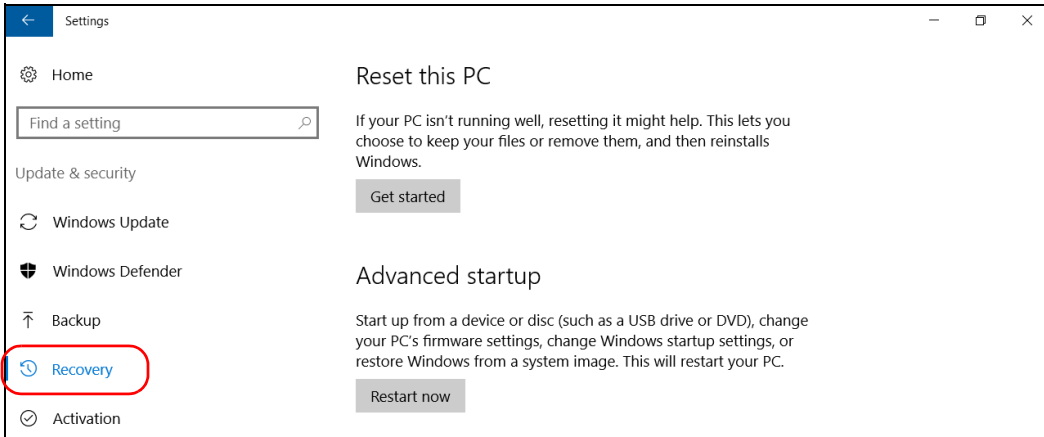 Settings
Home
Find a setting
Update & security
Windows Update
Windows Defender
Backup
Recovery
Activation
Reset this PC
If your PC isn't running well, resetting it might help. This lets you
choose to keep your files or remove them, and then reinstalls
Windows.
Get started
Advanced startup
Start up from a device or disc (such as a USB drive or DVD), change
your PC's firmware settings, change Windows startup settings, or
restore Windows from a system image. This will restart your PC.
Restart now